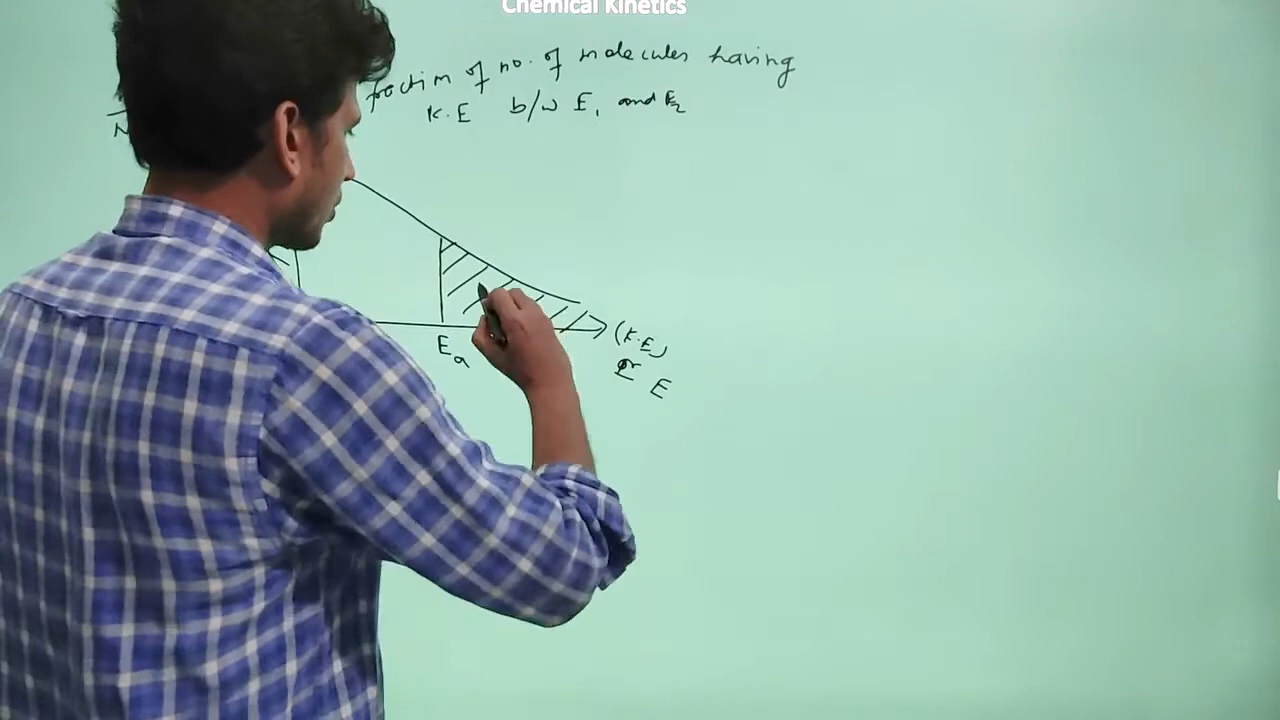 Chemical Kinetics
fraction of no. of molecules having
K.E b/w E₁ and E₂
N
Eₐ
(K.E)
or
E